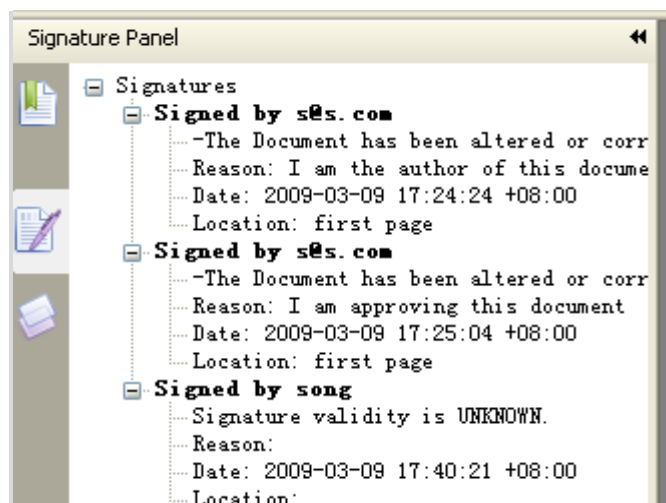 Signature Panel
Signatures
Signed by s@s.com
-The Document has been altered or corr
Reason: I am the author of this docume
Date: 2009-03-09 17:24:24 +08:00
Location: first page
Signed by s@s.com
-The Document has been altered or corr
Reason: I am approving this document
Date: 2009-03-09 17:25:04 +08:00
Location: first page
Signed by song
Signature validity is UNKNOWN.
Reason:
Date: 2009-03-09 17:40:21 +08:00
Location: